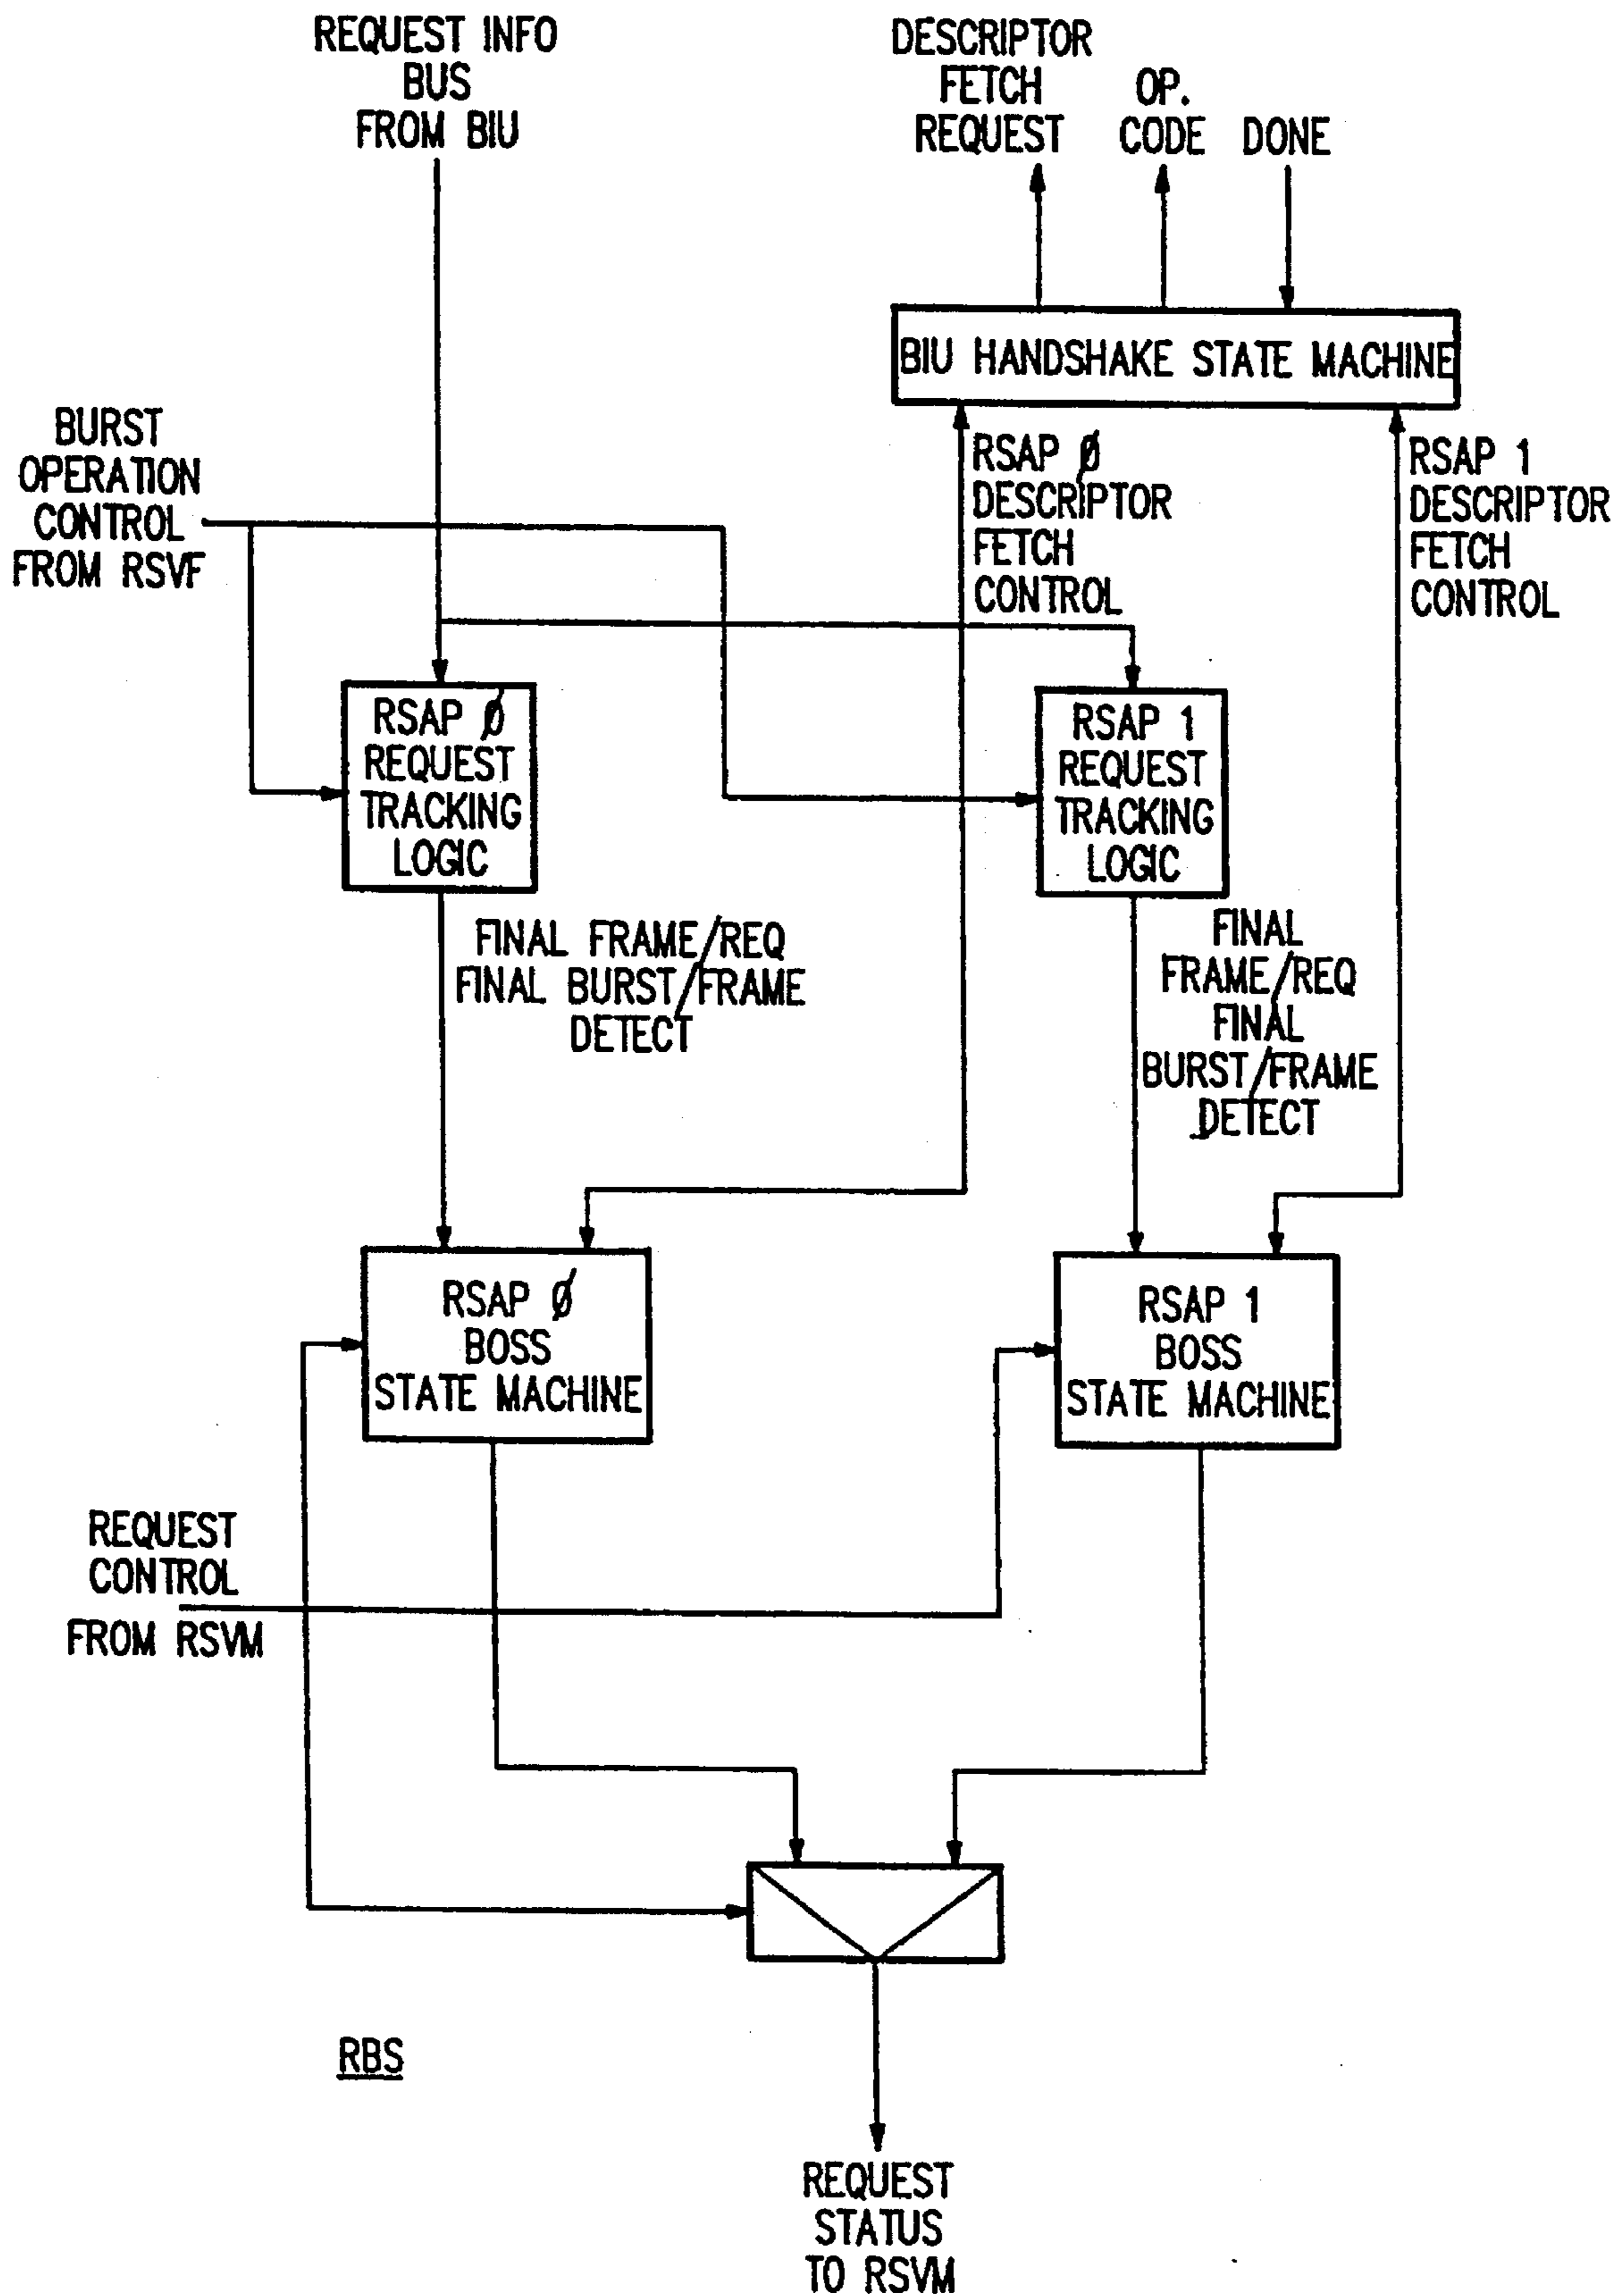 REQUEST INFO
BUS
FROM BIU
DESCRIPTOR
FETCH
REQUEST
OP.
CODE
DONE
BIU HANDSHAKE STATE MACHINE
BURST
OPERATION
CONTROL
FROM RSVF
RSAP Ø
DESCRIPTOR
FETCH
CONTROL
RSAP 1
DESCRIPTOR
FETCH
CONTROL
RSAP Ø
REQUEST
TRACKING
LOGIC
RSAP 1
REQUEST
TRACKING
LOGIC
FINAL FRAME/REQ
FINAL BURST/FRAME
DETECT
FINAL
FRAME/REQ
FINAL
BURST/FRAME
DETECT
RSAP Ø
BOSS
STATE MACHINE
RSAP 1
BOSS
STATE MACHINE
REQUEST
CONTROL
FROM RSVM
RBS
REQUEST
STATUS
TO RSVM